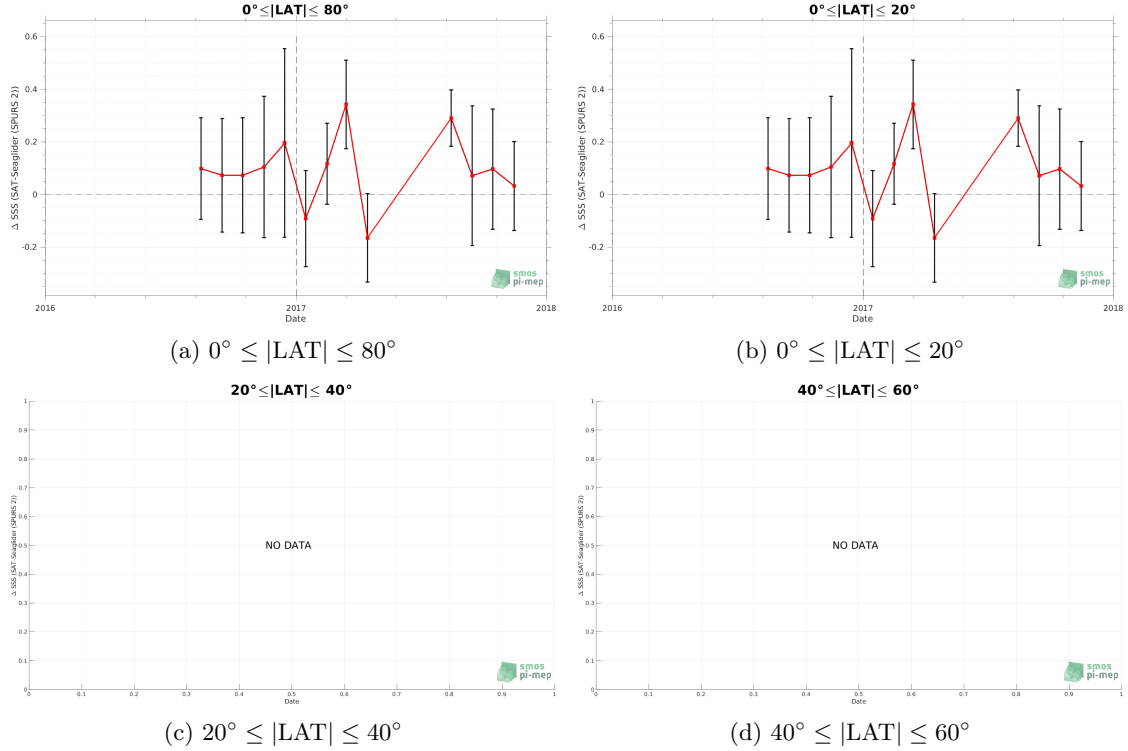 0°≤|LAT|≤ 80°
Δ SSS (SAT-Seaglider (SPURS 2))
0.6
0.4
0.2
0
-0.2
2016
2017
2018
Date
smos
pi-mep
(a) 0° ≤ |LAT| ≤ 80°
0°≤|LAT|≤ 20°
Δ SSS (SAT-Seaglider (SPURS 2))
0.6
0.4
0.2
0
-0.2
2016
2017
2018
Date
smos
pi-mep
(b) 0° ≤ |LAT| ≤ 20°
20°≤|LAT|≤ 40°
Δ SSS (SAT-Seaglider (SPURS 2))
1
0.9
0.8
0.7
0.6
0.5
0.4
0.3
0.2
0.1
0
NO DATA
0 0.1 0.2 0.3 0.4 0.5 0.6 0.7 0.8 0.9 1
Date
smos
pi-mep
(c) 20° ≤ |LAT| ≤ 40°
40°≤|LAT|≤ 60°
Δ SSS (SAT-Seaglider (SPURS 2))
1
0.9
0.8
0.7
0.6
0.5
0.4
0.3
0.2
0.1
0
NO DATA
0 0.1 0.2 0.3 0.4 0.5 0.6 0.7 0.8 0.9 1
Date
smos
pi-mep
(d) 40° ≤ |LAT| ≤ 60°